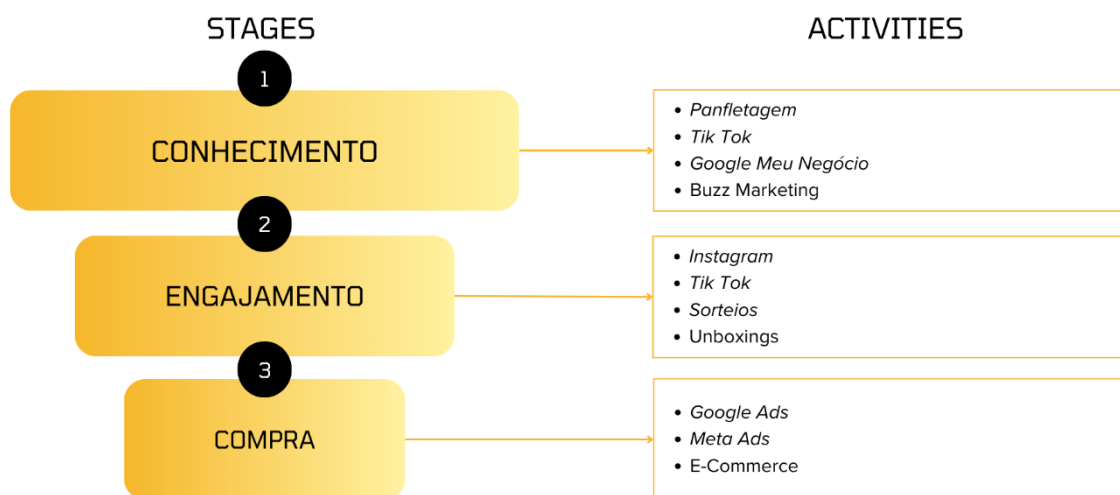 STAGES
ACTIVITIES
1
CONHECIMENTO
• Panfletagem
• Tik Tok
• Google Meu Negócio
• Buzz Marketing
2
ENGAJAMENTO
• Instagram
• Tik Tok
• Sorteios
• Unboxings
3
COMPRA
• Google Ads
• Meta Ads
• E-Commerce